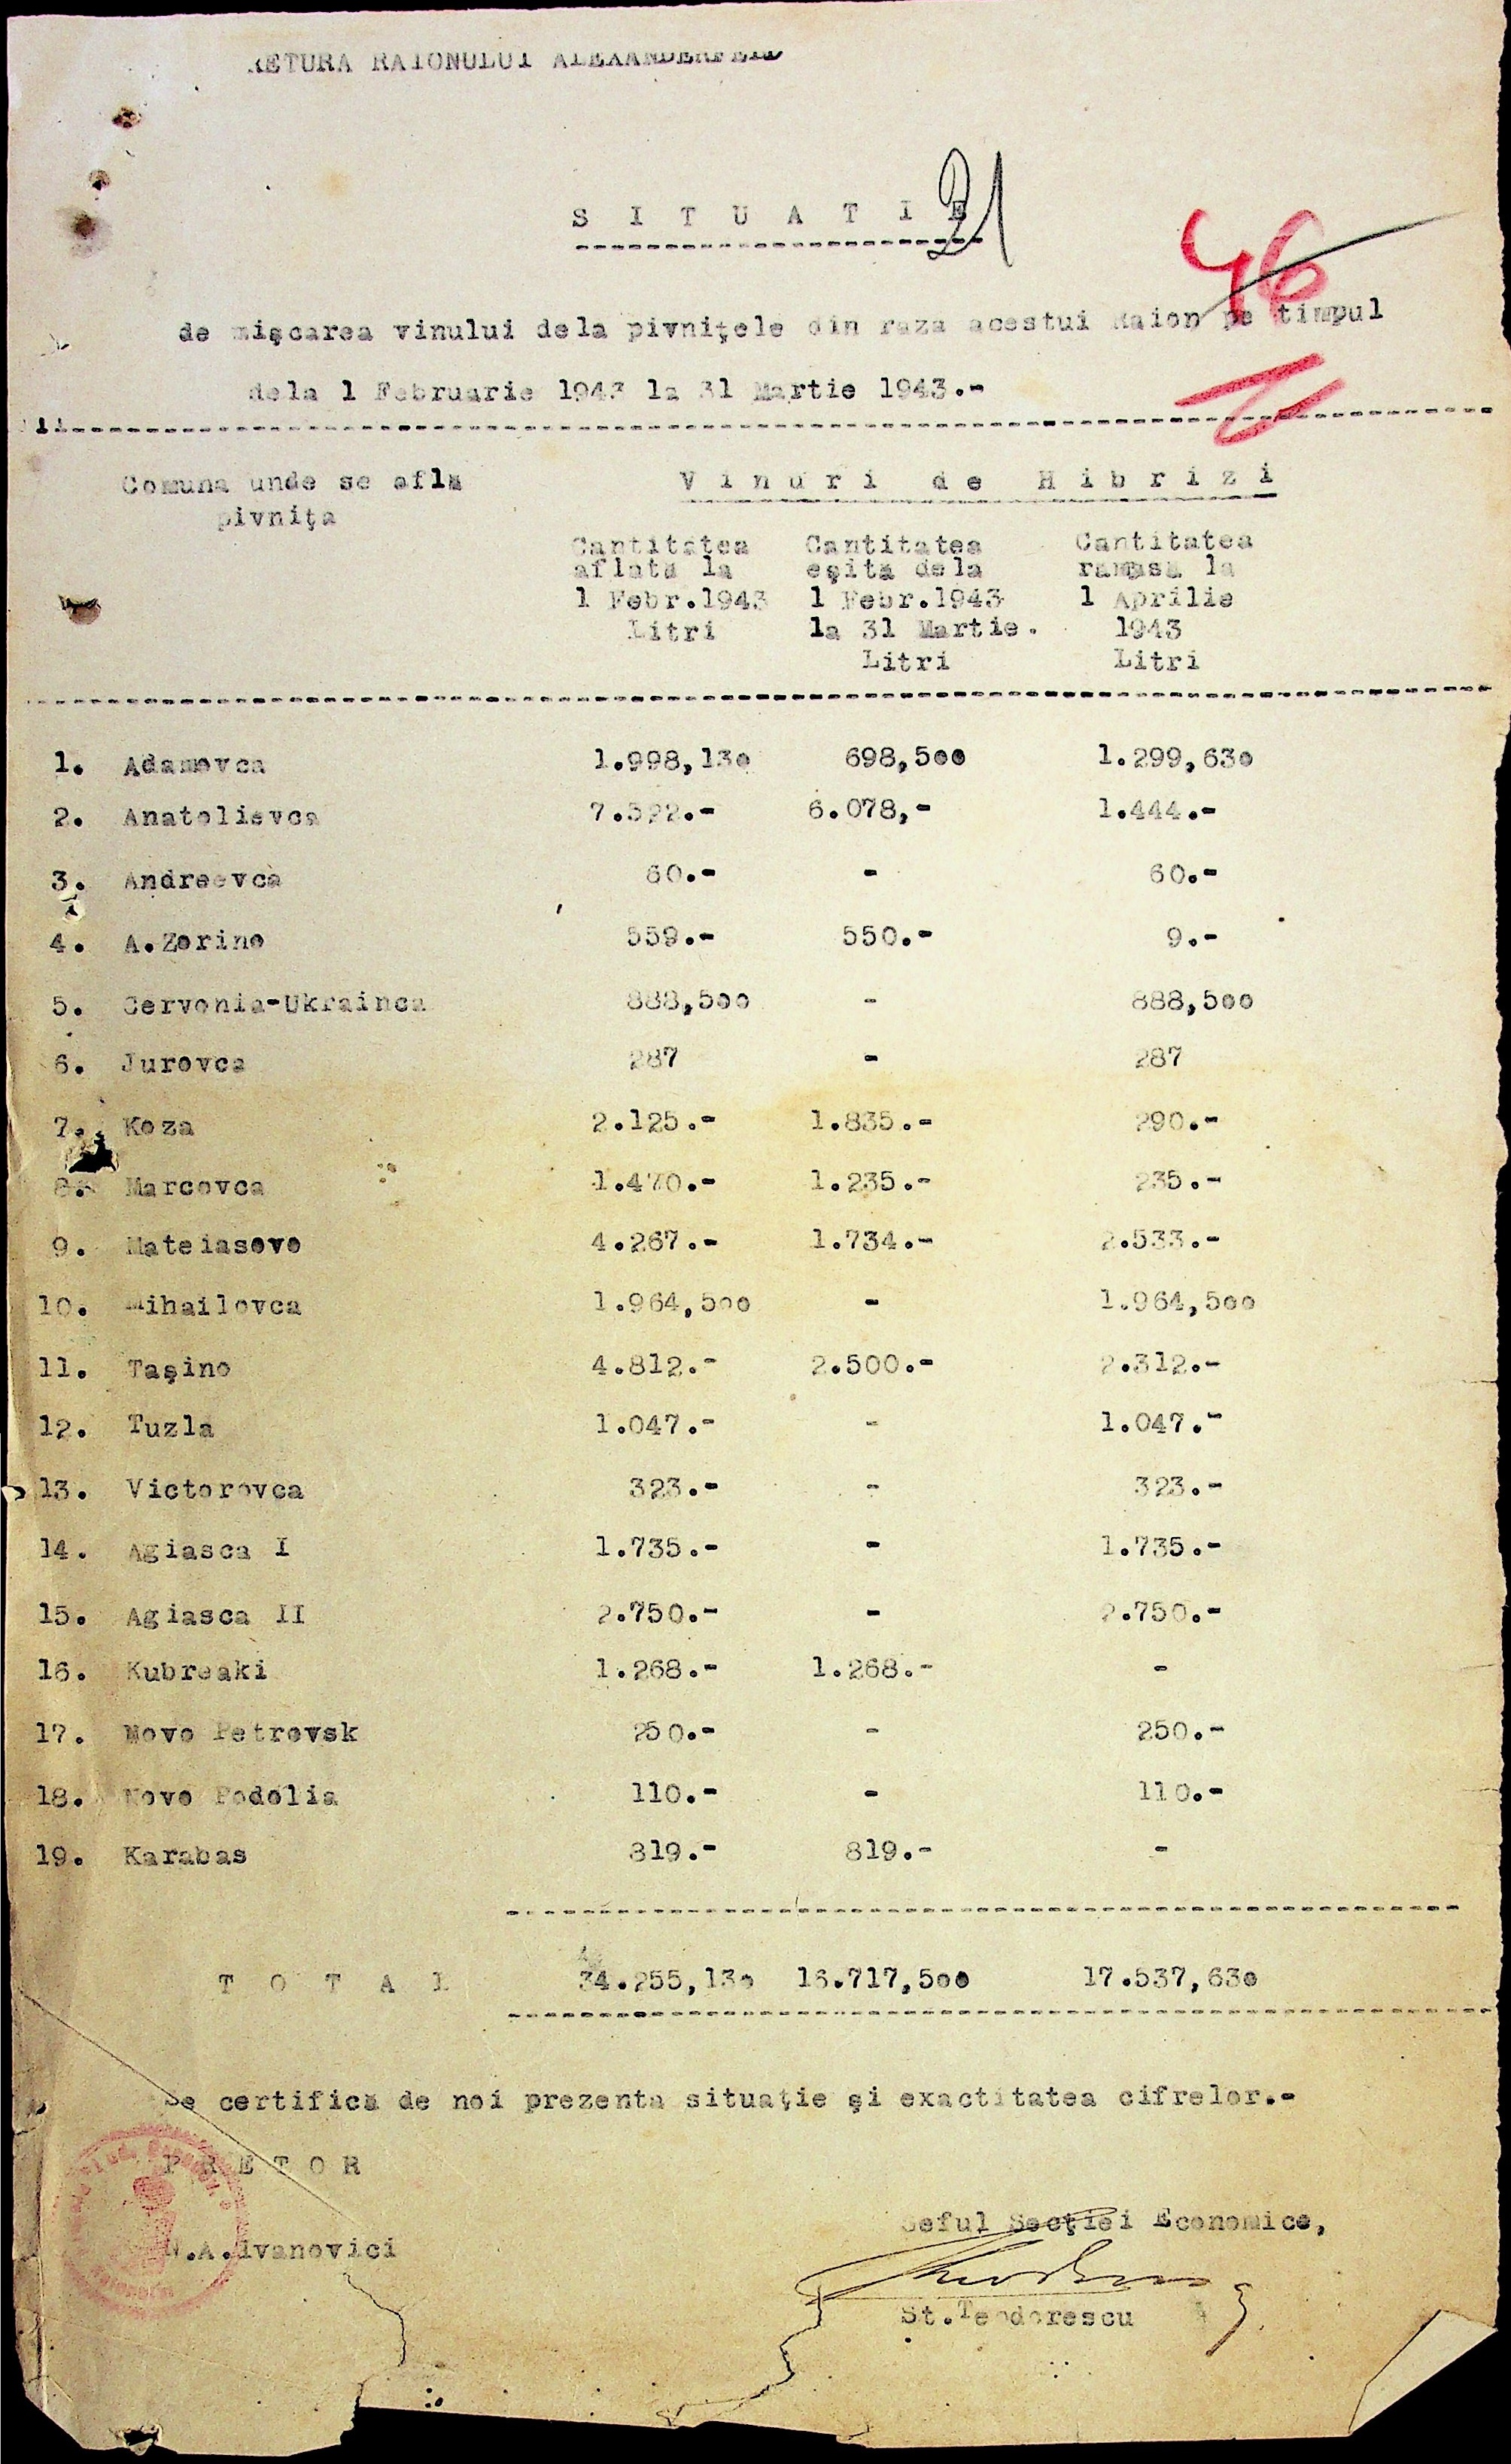 RETURA RAIONULUI ALEXANDERFELD
21
S I T U A T I E
46
de mişcarea vinului dela pivniţele din raza acestui Raion pe timpul
dela 1 Februarie 1943 la 31 Martie 1943.-
Comuna unde se afla V i n u r i d e H i b r i z i
pivniţa
Cantitatea Cantitatea Cantitatea
aflata la eşita dela ramasa la
1 Febr.1943 1 Febr.1943 1 Aprilie
Litri la 31 Martie. 1943
Litri Litri
1. Adamovca 1.998,130 698,500 1.299,630
2. Anatolievca 7.522.- 6.078,- 1.444.-
3. Andreevca 60.- - 60.-
4. A.Zorino 559.- 550.- 9.-
5. Cervonia-Ukrainca 888,500 - 888,500
6. Jurovca 287 - 287
7. Koza 2.125.- 1.835.- 290.-
8. Marcovca 1.470.- 1.235.- 235.-
9. Mateiasovo 4.267.- 1.734.- 2.533.-
10. Mihailovca 1.964,500 - 1.964,500
11. Taşino 4.812.- 2.500.- 2.312.-
12. Tuzla 1.047.- - 1.047.-
13. Victorovca 323.- - 323.-
14. Agiasca I 1.735.- - 1.735.-
15. Agiasca II 2.750.- - 2.750.-
16. Kubreaki 1.268.- 1.268.- -
17. Novo Petrovsk 250.- - 250.-
18. Novo Podolia 110.- - 110.-
19. Karabas 819.- 819.- -
T O T A L 34.255,130 16.717,500 17.537,630
Se certifică de noi prezenta situaţie şi exactitatea cifrelor.-
P R E T O R
Seful Secţiei Economice,
.A.Ivanovici
St.Teodorescu